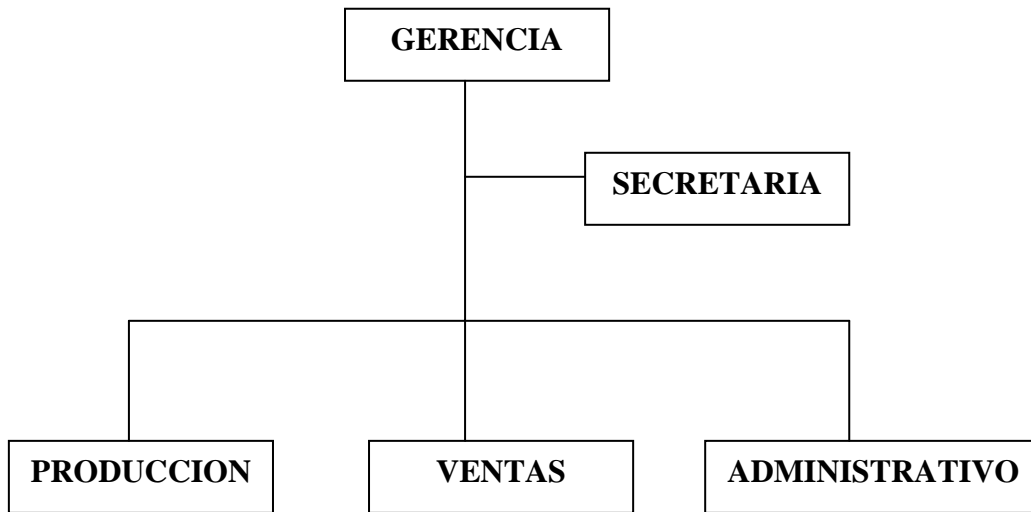 GERENCIA
SECRETARIA
PRODUCCION
VENTAS
ADMINISTRATIVO